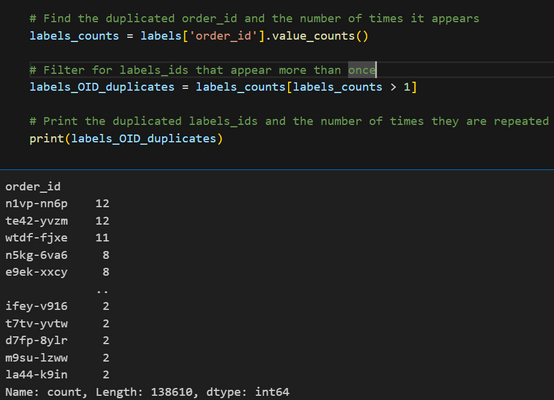 # Find the duplicated order_id and the number of times it appears
labels_counts = labels['order_id'].value_counts()
# Filter for labels_ids that appear more than once
labels_OID_duplicates = labels_counts[labels_counts > 1]
# Print the duplicated labels_ids and the number of times they are repeated
print(labels_OID_duplicates)
order_id
n1vp-nn6p 12
te42-yvzm 12
wtdf-fjxe 11
n5kg-6va6 8
e9ek-xxcy 8
..
ifey-v916 2
t7tv-yvtw 2
d7fp-8ylr 2
m9su-lzww 2
la44-k9in 2
Name: count, Length: 138610, dtype: int64